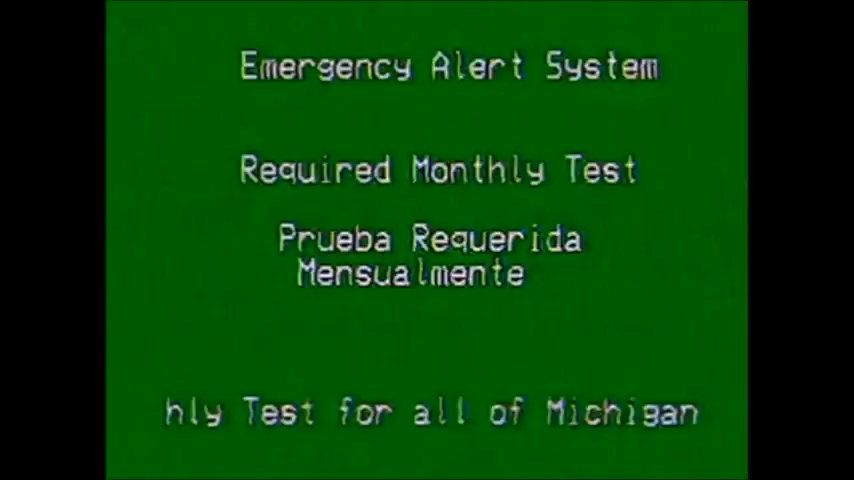 Emergency Alert System
Required Monthly Test
Prueba Requerida
Mensualmente
hly Test for all of Michigan